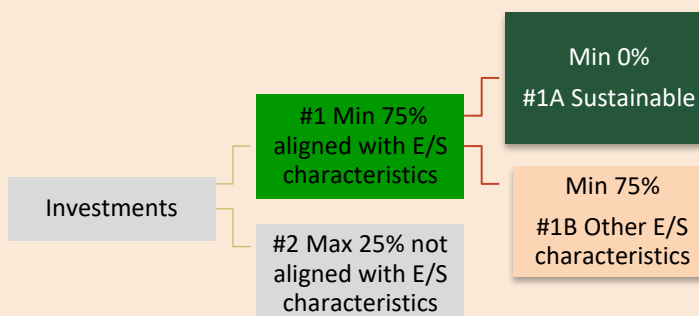 Investments
#1 Min 75%
aligned with E/S
characteristics
#2 Max 25% not
aligned with E/S
characteristics
Min 0%
#1A Sustainable
Min 75%
#1B Other E/S
characteristics